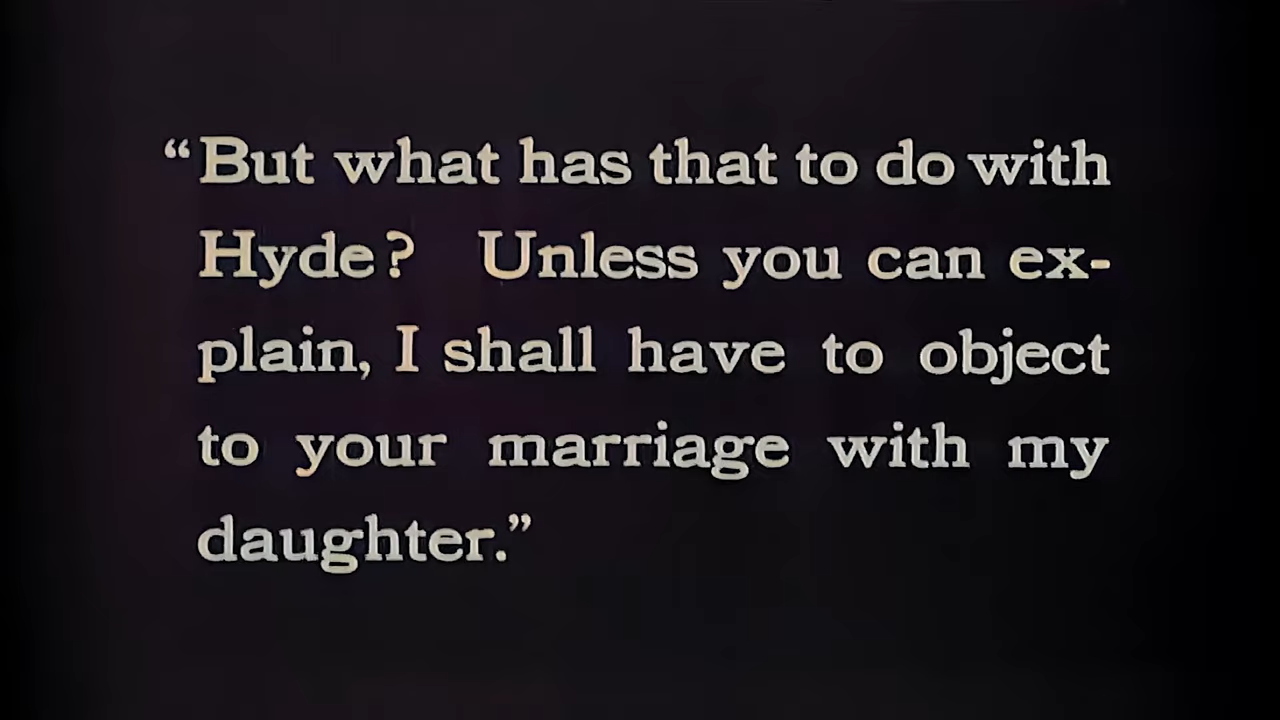 “But what has that to do with
Hyde? Unless you can ex-
plain, I shall have to object
to your marriage with my
daughter.”